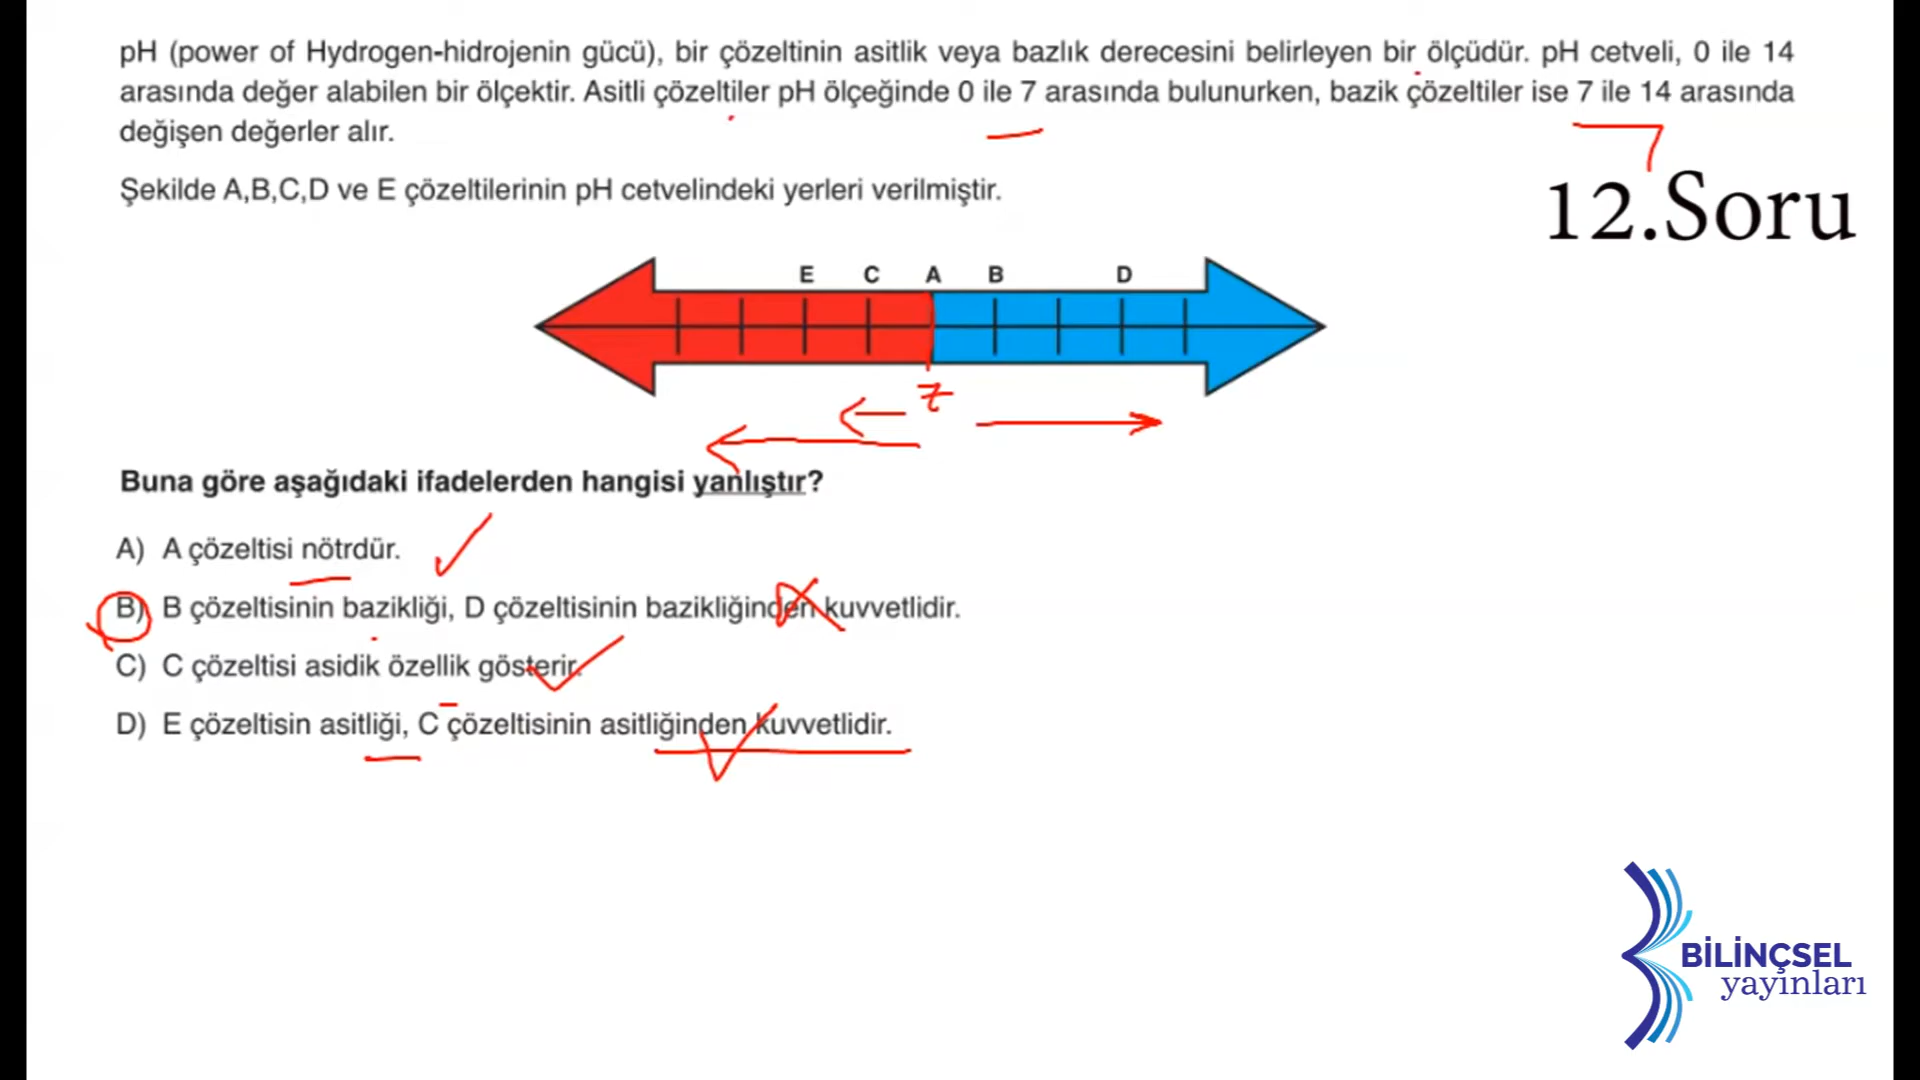 pH (power of Hydrogen-hidrojenin gücü), bir çözeltinin asitlik veya bazlık derecesini belirleyen bir ölçüdür. pH cetveli, 0 ile 14
arasında değer alabilen bir ölçektir. Asitli çözeltiler pH ölçeğinde 0 ile 7 arasında bulunurken, bazik çözeltiler ise 7 ile 14 arasında
değişen değerler alır.
Şekilde A,B,C,D ve E çözeltilerinin pH cetvelindeki yerleri verilmiştir.
12.Soru
E C A B D
7
Buna göre aşağıdaki ifadelerden hangisi yanlıştır?
A) A çözeltisi nötrdür.
B) B çözeltisinin bazikliği, D çözeltisinin bazikliğinden kuvvetlidir.
C) C çözeltisi asidik özellik gösterir.
D) E çözeltisin asitliği, C çözeltisinin asitliğinden kuvvetlidir.
BİLİNÇSEL
yayınları